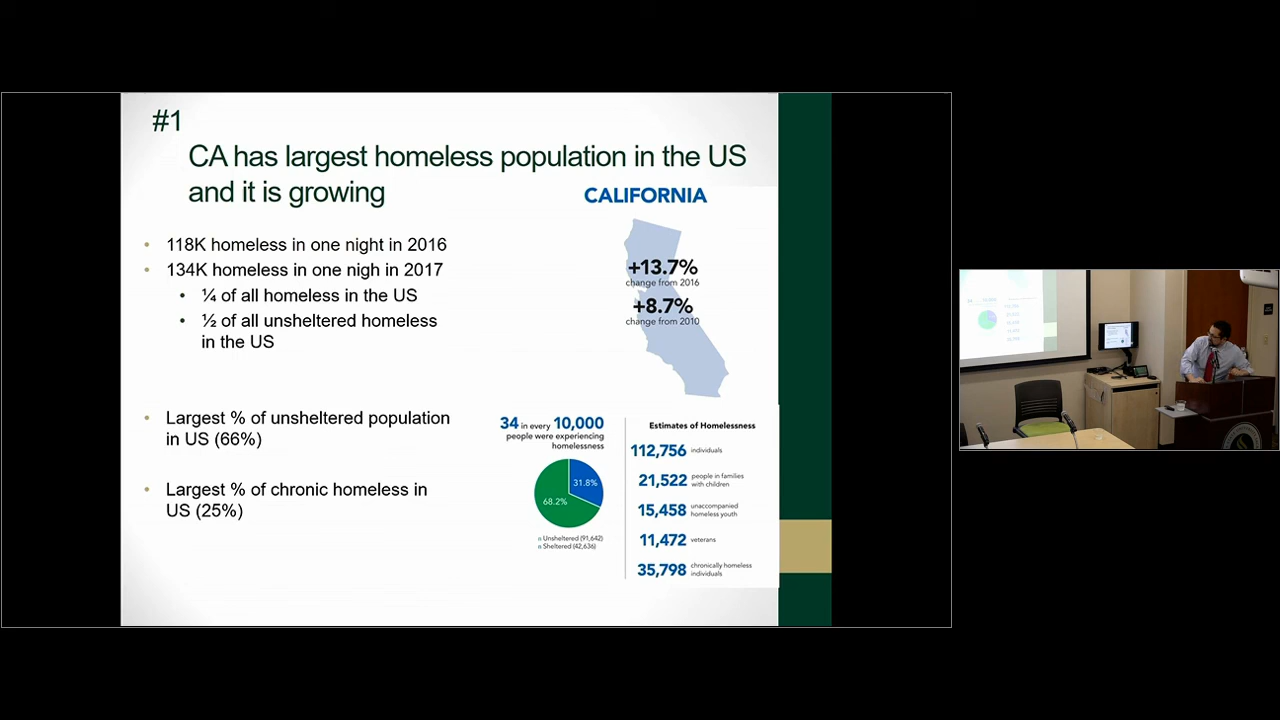 #1
CA has largest homeless population in the US
and it is growing
CALIFORNIA
• 118K homeless in one night in 2016
• 134K homeless in one nigh in 2017
• ¼ of all homeless in the US
• ½ of all unsheltered homeless
in the US
+13.7%
change from 2016
+8.7%
change from 2010
• Largest % of unsheltered population
in US (66%)
• Largest % of chronic homeless in
US (25%)
34 in every 10,000
people were experiencing
homelessness
31.8%
68.2%
Unsheltered (91,642)
Sheltered (42,636)
Estimates of Homelessness
112,756 individuals
21,522 people in families
with children
15,458 unaccompanied
homeless youth
11,472 veterans
35,798 chronically homeless
individuals